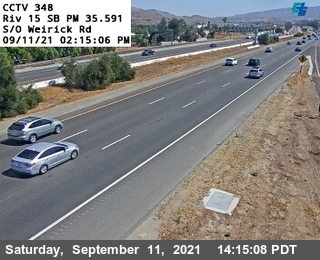 CCTV 348
Riv 15 SB PM 35.591
S/O Weirick Rd
09/11/21 02:15:06 PM
Saturday, September 11, 2021 14:15:08 PDT